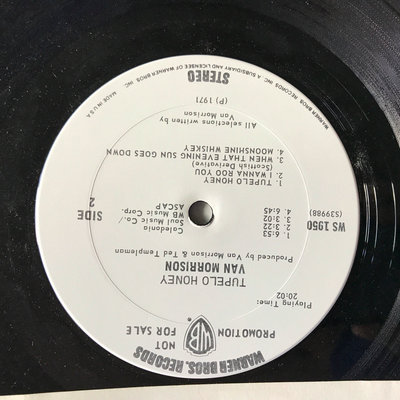 WARNER BROS. RECORDS
WB
PROMOTION NOT FOR SALE
TUPELO HONEY
VAN MORRISON
Produced by Van Morrison & Ted Templeman
Playing Time:
20:02
WS 1950
(S39988)
1. 6:53
2. 3:22
3. 3:02
4. 6:45
SIDE
2
Caledonia
Soul Music Co./
WB Music Corp.
ASCAP
1. TUPELO HONEY
2. I WANNA ROO YOU
(Scottish Derivative)
3. WHEN THAT EVENING SUN GOES DOWN
4. MOONSHINE WHISKEY
All selections written by
Van Morrison
(P) 1971
STEREO
WARNER BROS. RECORDS INC., A SUBSIDIARY AND LICENSEE OF WARNER BROS. INC. MADE IN U.S.A.